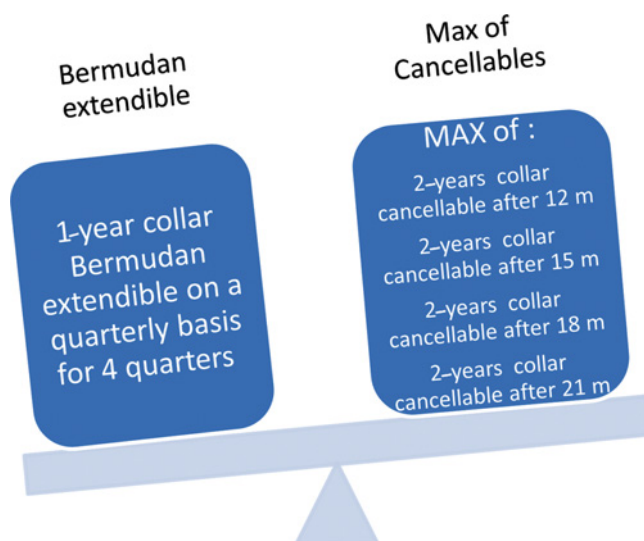 Bermudan
extendible
1–year collar
Bermudan
extendible on a
quarterly basis
for 4 quarters
Max of
Cancellables
MAX of :
2–years collar
cancellable after 12 m
2–years collar
cancellable after 15 m
2–years collar
cancellable after 18 m
2–years collar
cancellable after 21 m